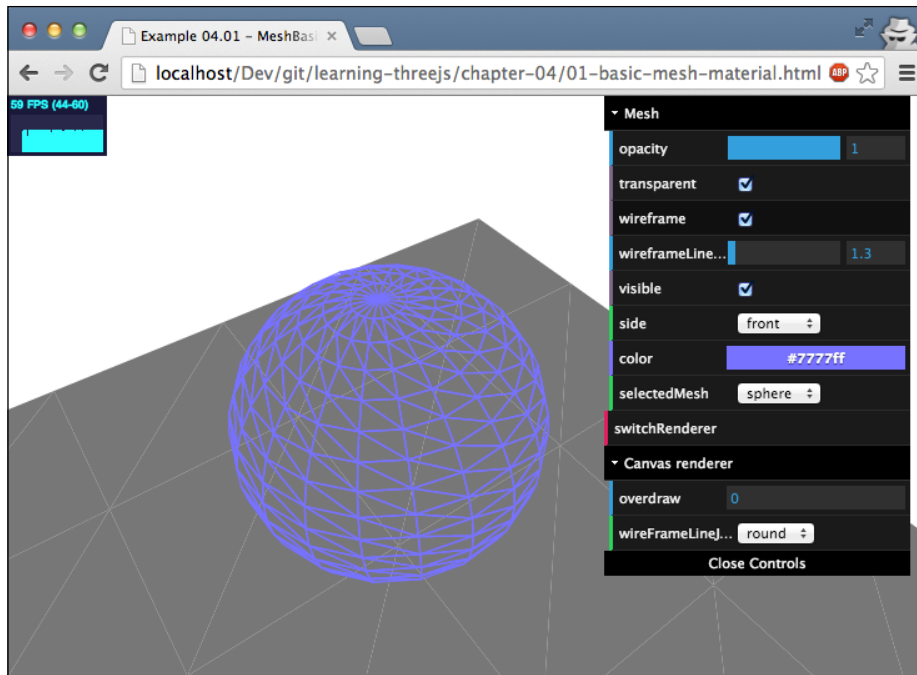 Example 04.01 - MeshBasi
localhost/Dev/git/learning-threejs/chapter-04/01-basic-mesh-material.html
ABP
59 FPS (44-60)
Mesh
opacity 1
transparent
wireframe
wireframeLine... 1.3
visible
side front
color #7777ff
selectedMesh sphere
switchRenderer
Canvas renderer
overdraw 0
wireFrameLineJ... round
Close Controls